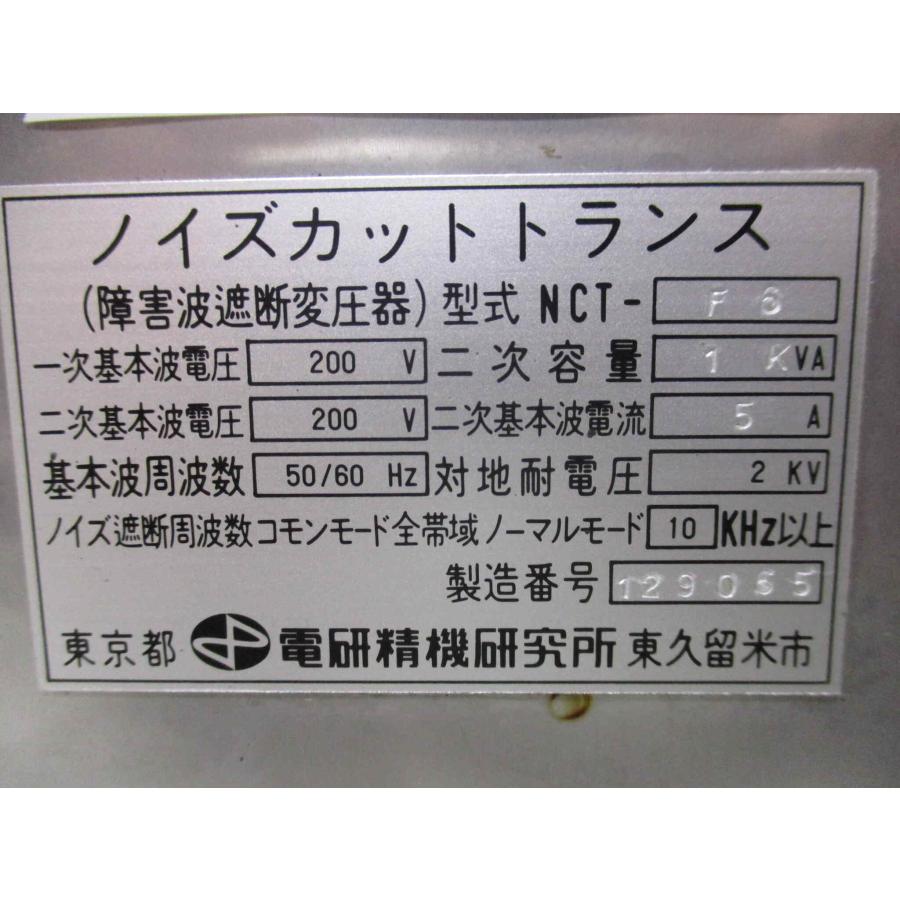 ノイズカットトランス
(障害波遮断変圧器) 型式 NCT- F6
一次基本波電圧 200 V 二次容量 1 KVA
二次基本波電圧 200 V 二次基本波電流 5 A
基本波周波数 50/60 Hz 対地耐電圧 2 KV
ノイズ遮断周波数 コモンモード全帯域 ノーマルモード 10 KHz以上
製造番号 129055
東京都 電研精機研究所 東久留米市